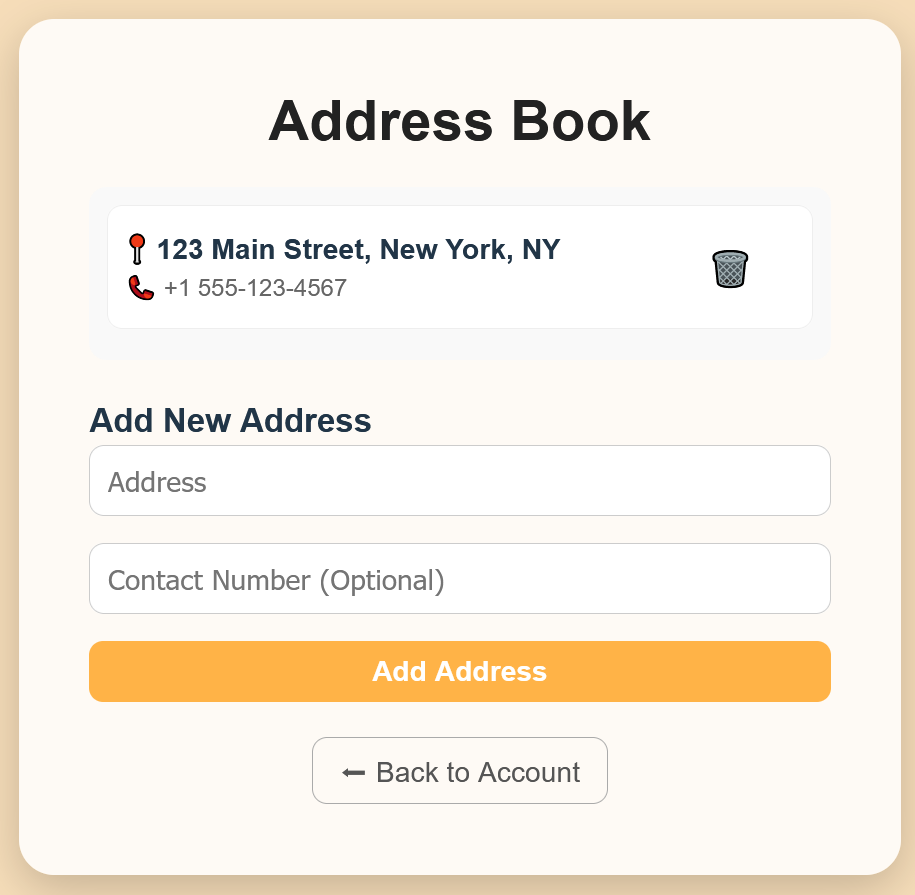 Address Book
📍 123 Main Street, New York, NY
📞 +1 555-123-4567
Add New Address
Address
Contact Number (Optional)
Add Address
⬅ Back to Account